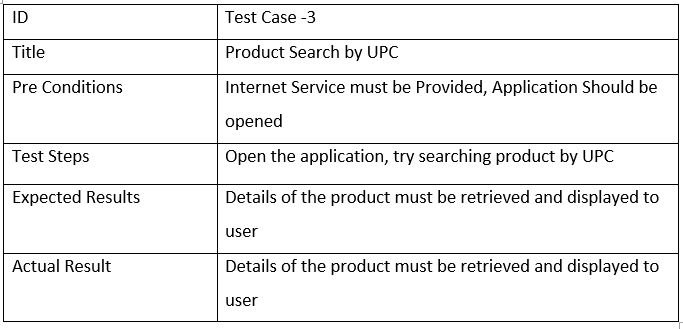 ID Test Case -3
Title Product Search by UPC
Pre Conditions Internet Service must be Provided, Application Should be
opened
Test Steps Open the application, try searching product by UPC
Expected Results Details of the product must be retrieved and displayed to
user
Actual Result Details of the product must be retrieved and displayed to
user